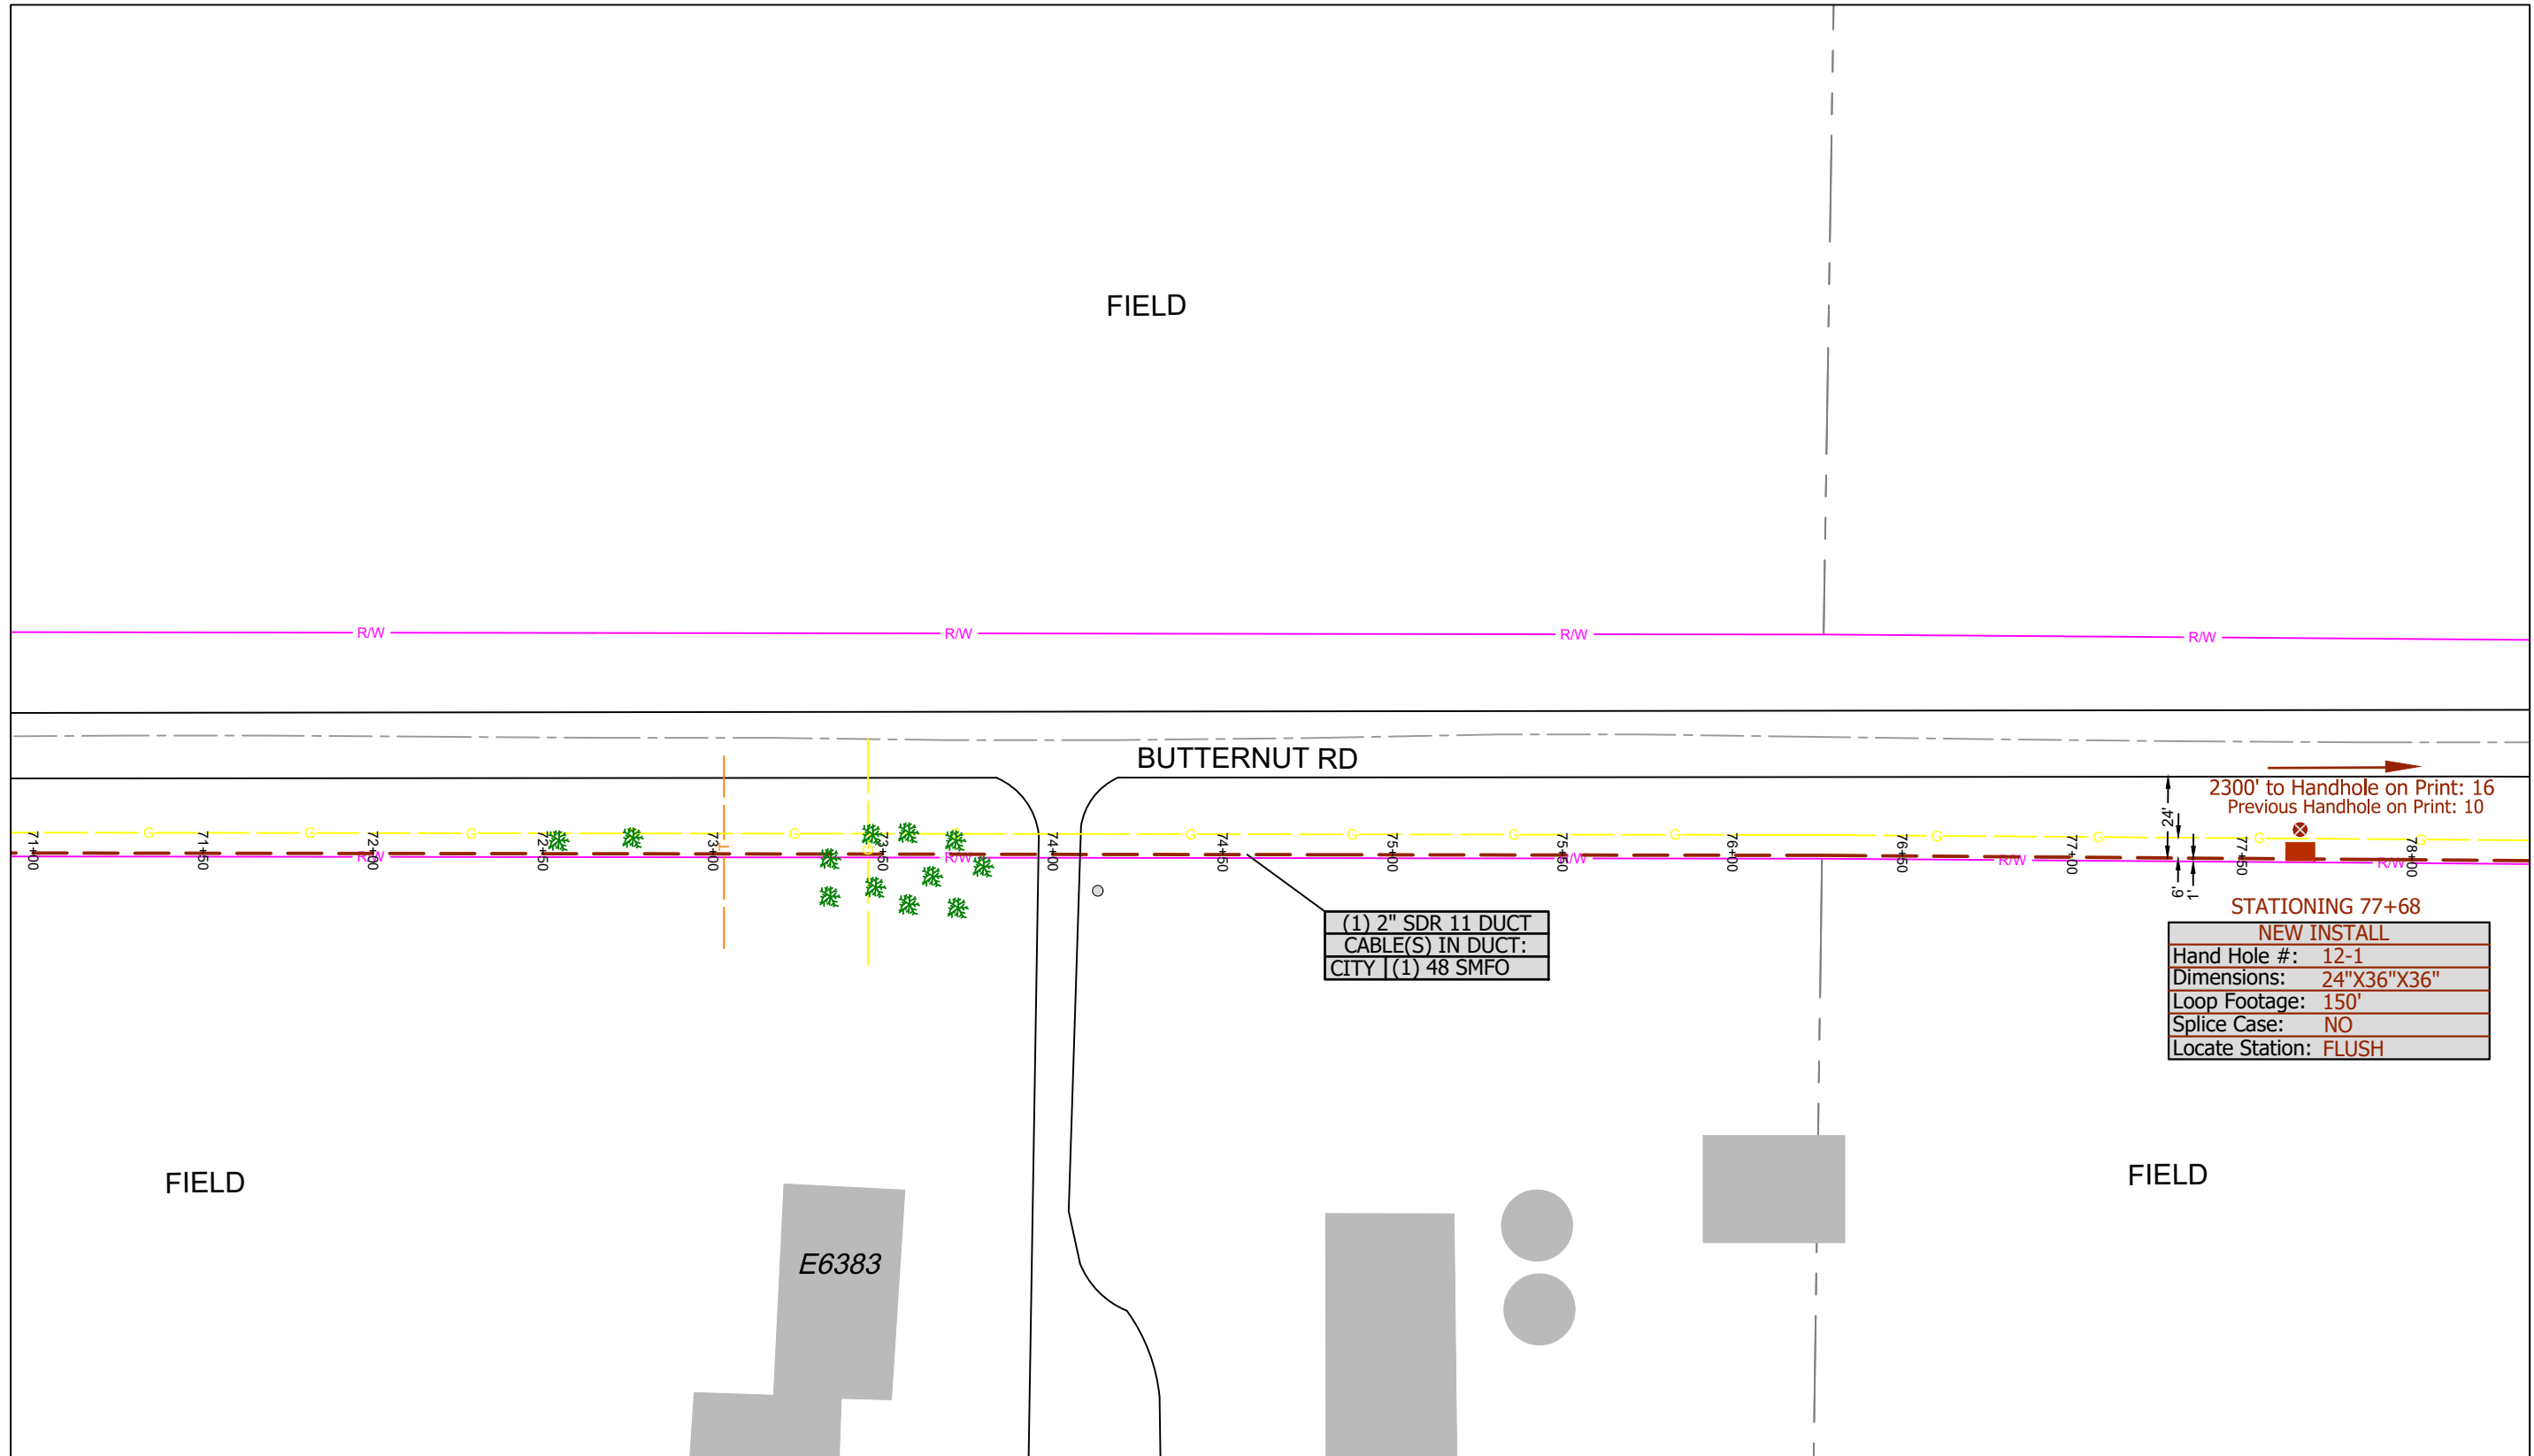 FIELD
R/W R/W R/W R/W
BUTTERNUT RD
2300' to Handhole on Print: 16
Previous Handhole on Print: 10
24'
G G G G G G G G G G G G G
71+00 71+50 72+00 72+50 73+00 73+50 74+00 74+50 75+00 75+50 76+00 76+50 77+00 77+50 78+00
T
G
R/W R/W R/W R/W R/W
6' 1'
STATIONING 77+68
(1) 2" SDR 11 DUCT
CABLE(S) IN DUCT:
CITY (1) 48 SMFO
NEW INSTALL
Hand Hole #: 12-1
Dimensions: 24"X36"X36"
Loop Footage: 150'
Splice Case: NO
Locate Station: FLUSH
FIELD
FIELD
E6383